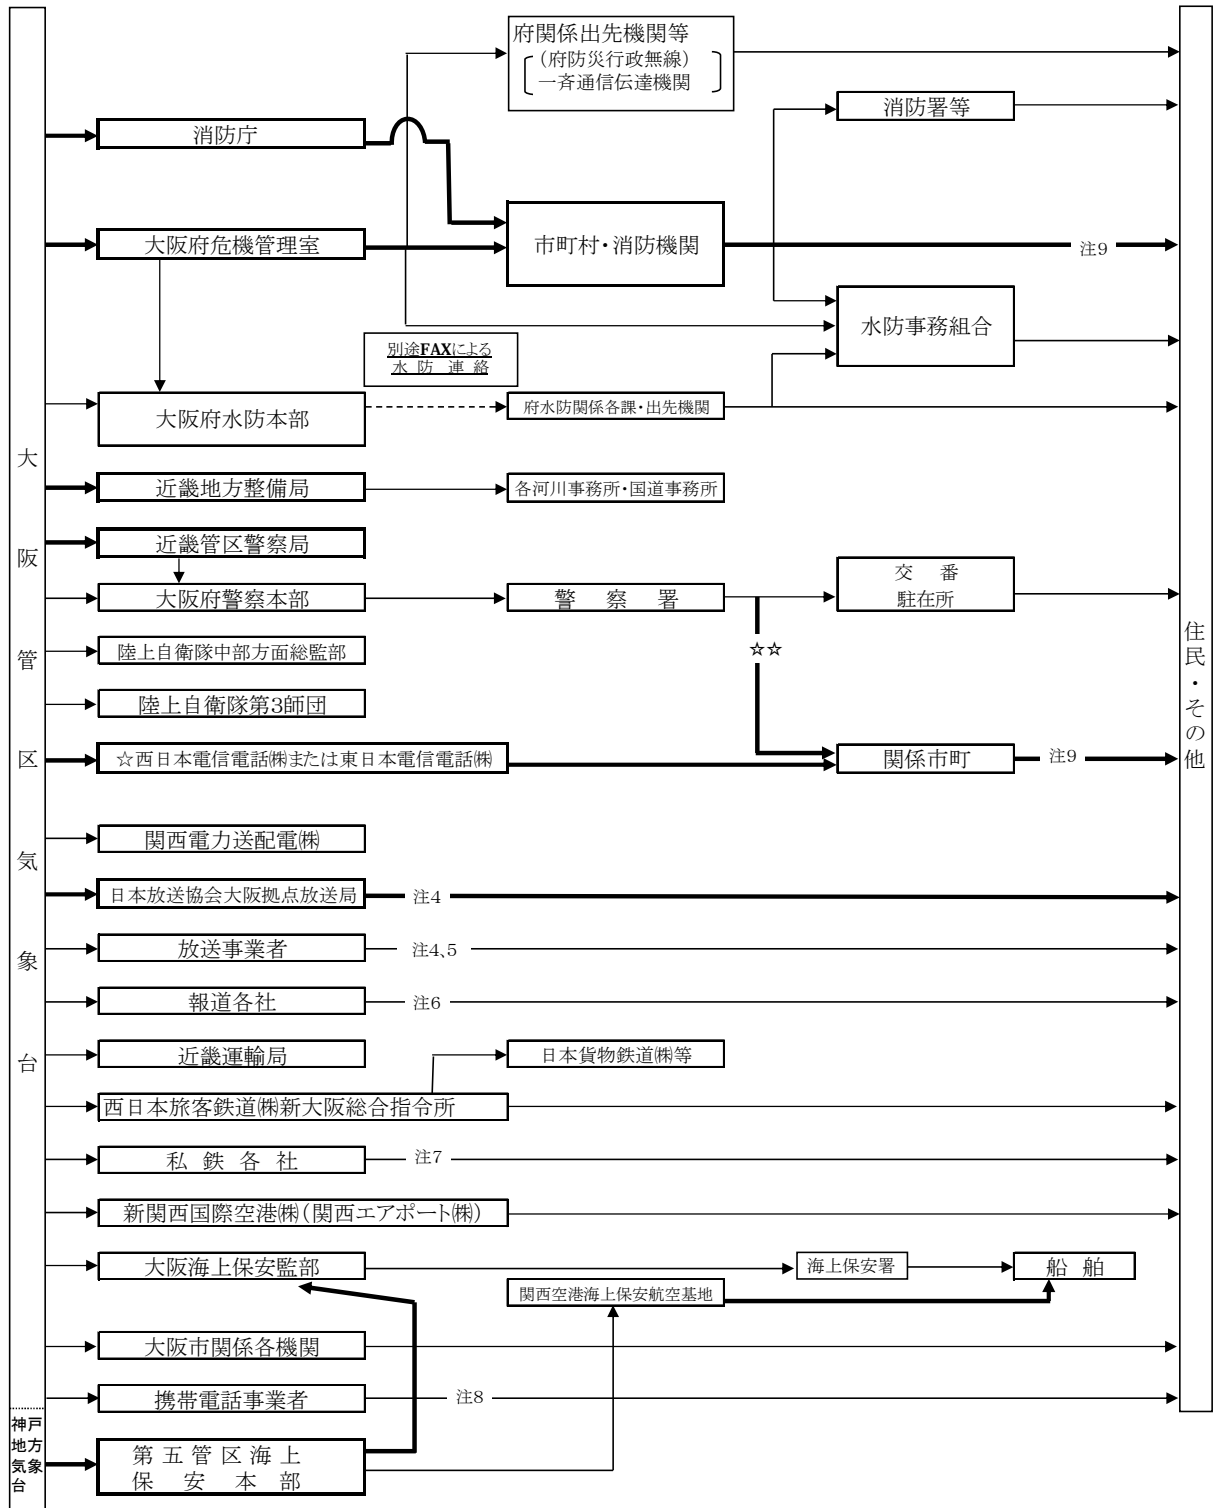 府関係出先機関等
(府防災行政無線)
一斉通信伝達機関
消防署等
消防庁
大阪府危機管理室
市町村・消防機関
注9
水防事務組合
別途FAXによる
水防連絡
大阪府水防本部
府水防関係各課・出先機関
近畿地方整備局
各河川事務所・国道事務所
近畿管区警察局
大阪府警察本部
警察署
交番
駐在所
☆☆
陸上自衛隊中部方面総監部
陸上自衛隊第3師団
☆西日本電信電話㈱または東日本電信電話㈱
関係市町
注9
関西電力送配電㈱
日本放送協会大阪拠点放送局
注4
放送事業者
注4、5
報道各社
注6
近畿運輸局
日本貨物鉄道㈱等
西日本旅客鉄道㈱新大阪総合指令所
私鉄各社
注7
新関西国際空港㈱(関西エアポート㈱)
大阪海上保安監部
海上保安署
船舶
関西空港海上保安航空基地
大阪市関係各機関
携帯電話事業者
注8
第五管区海上
保安本部
大阪管区気象台
神戸
地方
気象
台
住民・その他